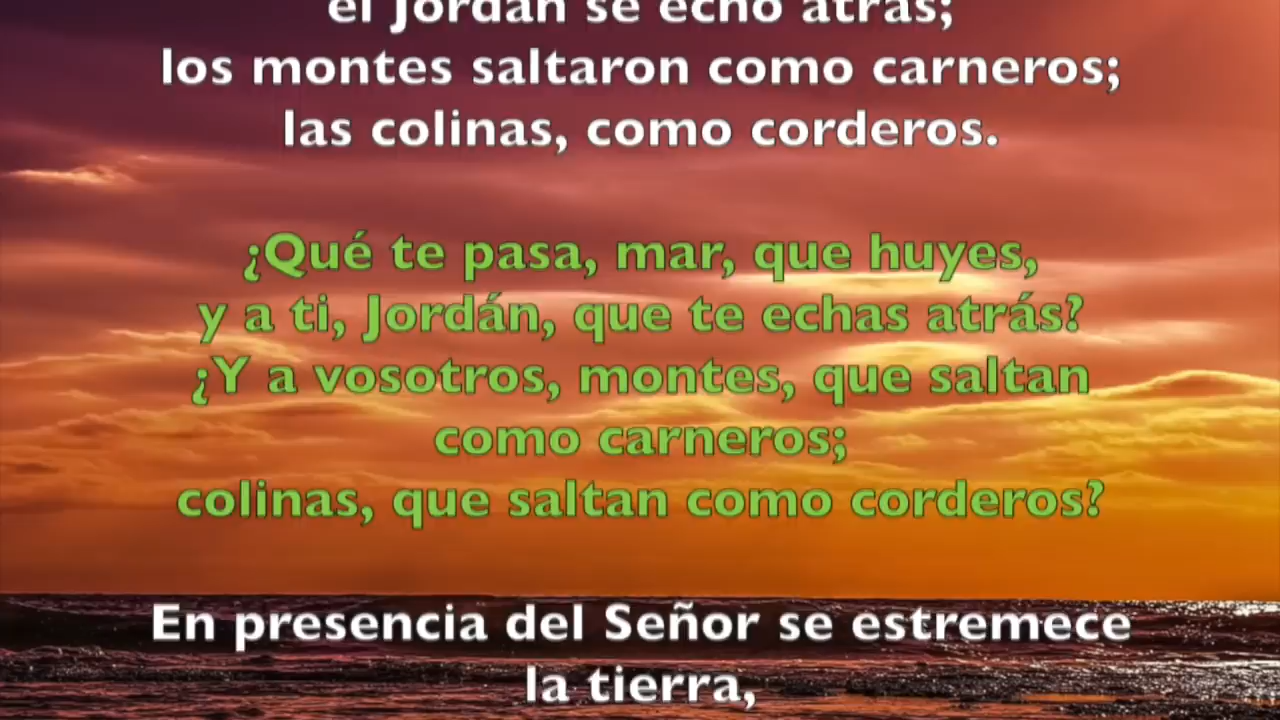 el Jordán se echó atrás;
los montes saltaron como carneros;
las colinas, como corderos.
¿Qué te pasa, mar, que huyes,
y a ti, Jordán, que te echas atrás?
¿Y a vosotros, montes, que saltan
como carneros;
colinas, que saltan como corderos?
En presencia del Señor se estremece
la tierra,